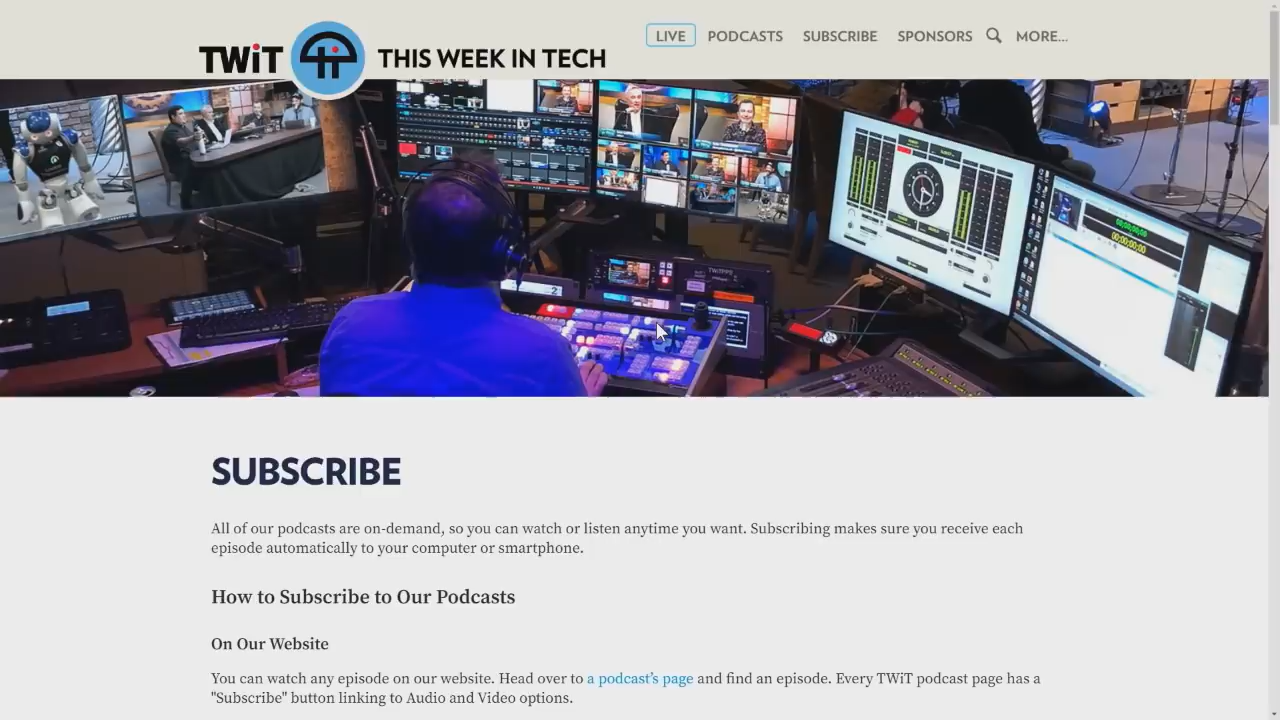 TWiT
THIS WEEK IN TECH
LIVE
PODCASTS
SUBSCRIBE
SPONSORS
MORE...
SUBSCRIBE
All of our podcasts are on-demand, so you can watch or listen anytime you want. Subscribing makes sure you receive each
episode automatically to your computer or smartphone.
How to Subscribe to Our Podcasts
On Our Website
You can watch any episode on our website. Head over to a podcast's page and find an episode. Every TWiT podcast page has a
"Subscribe" button linking to Audio and Video options.